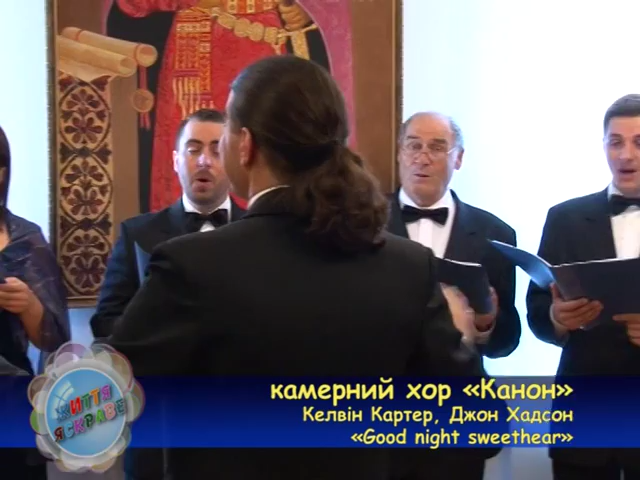 камерний хор «Канон»
Келвін Картер, Джон Хадсон
«Good night sweethear»
ЖИТТЯ
ЯСКРАВЕ